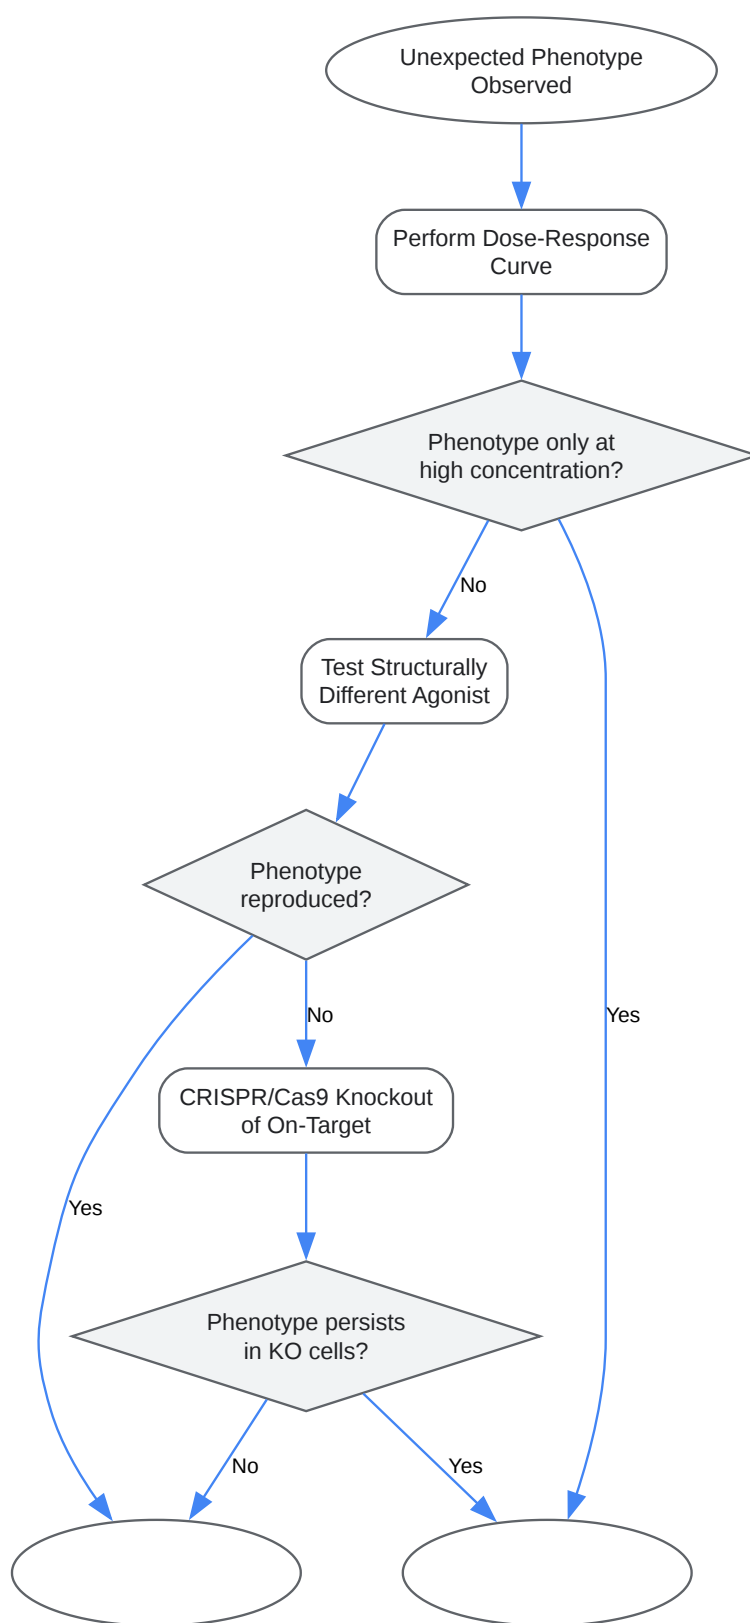 Unexpected Phenotype
Observed
Perform Dose-Response
Curve
Phenotype only at
high concentration?
No
Test Structurally
Different Agonist
Phenotype
reproduced?
No
Yes
CRISPR/Cas9 Knockout
of On-Target
Yes
Phenotype persists
in KO cells?
No
Yes